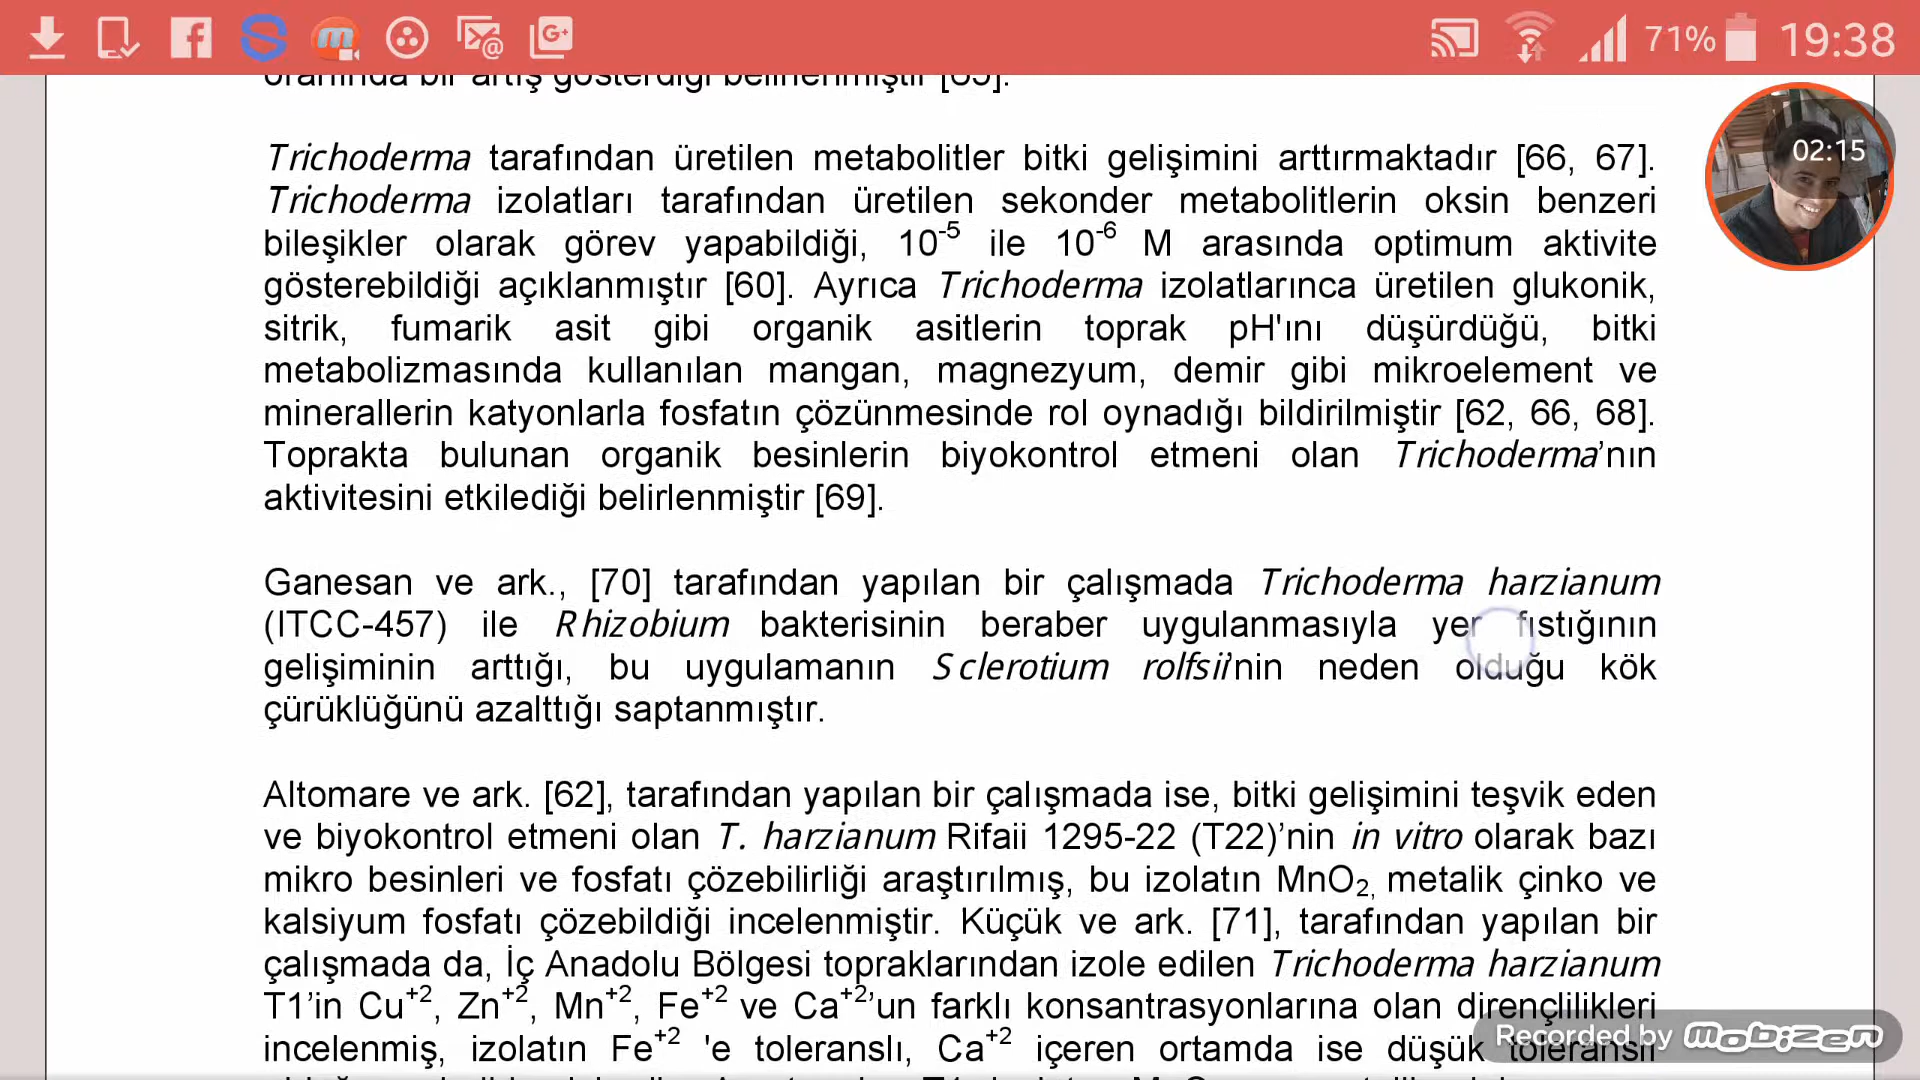 71% 19:38
oranında bir artış gösterdiği belirlenmiştir [65].
02:15
Trichoderma tarafından üretilen metabolitler bitki gelişimini arttırmaktadır [66, 67].
Trichoderma izolatları tarafından üretilen sekonder metabolitlerin oksin benzeri
bileşikler olarak görev yapabildiği, 10-5 ile 10-6 M arasında optimum aktivite
gösterebildiği açıklanmıştır [60]. Ayrıca Trichoderma izolatlarınca üretilen glukonik,
sitrik, fumarik asit gibi organik asitlerin toprak pH'ını düşürdüğü, bitki
metabolizmasında kullanılan mangan, magnezyum, demir gibi mikroelement ve
minerallerin katyonlarla fosfatın çözünmesinde rol oynadığı bildirilmiştir [62, 66, 68].
Toprakta bulunan organik besinlerin biyokontrol etmeni olan Trichoderma’nın
aktivitesini etkilediği belirlenmiştir [69].
Ganesan ve ark., [70] tarafından yapılan bir çalışmada Trichoderma harzianum
(ITCC-457) ile Rhizobium bakterisinin beraber uygulanmasıyla yer fıstığının
gelişiminin arttığı, bu uygulamanın Sclerotium rolfsii’nin neden olduğu kök
çürüklüğünü azalttığı saptanmıştır.
Altomare ve ark. [62], tarafından yapılan bir çalışmada ise, bitki gelişimini teşvik eden
ve biyokontrol etmeni olan T. harzianum Rifaii 1295-22 (T22)’nin in vitro olarak bazı
mikro besinleri ve fosfatı çözebilirliği araştırılmış, bu izolatın MnO2, metalik çinko ve
kalsiyum fosfatı çözebildiği incelenmiştir. Küçük ve ark. [71], tarafından yapılan bir
çalışmada da, İç Anadolu Bölgesi topraklarından izole edilen Trichoderma harzianum
T1’in Cu+2, Zn+2, Mn+2, Fe+2 ve Ca+2’un farklı konsantrasyonlarına olan dirençlilikleri
incelenmiş, izolatın Fe+2 'e toleranslı, Ca+2 içeren ortamda ise düşük toleranslı
Recorded by mobizen